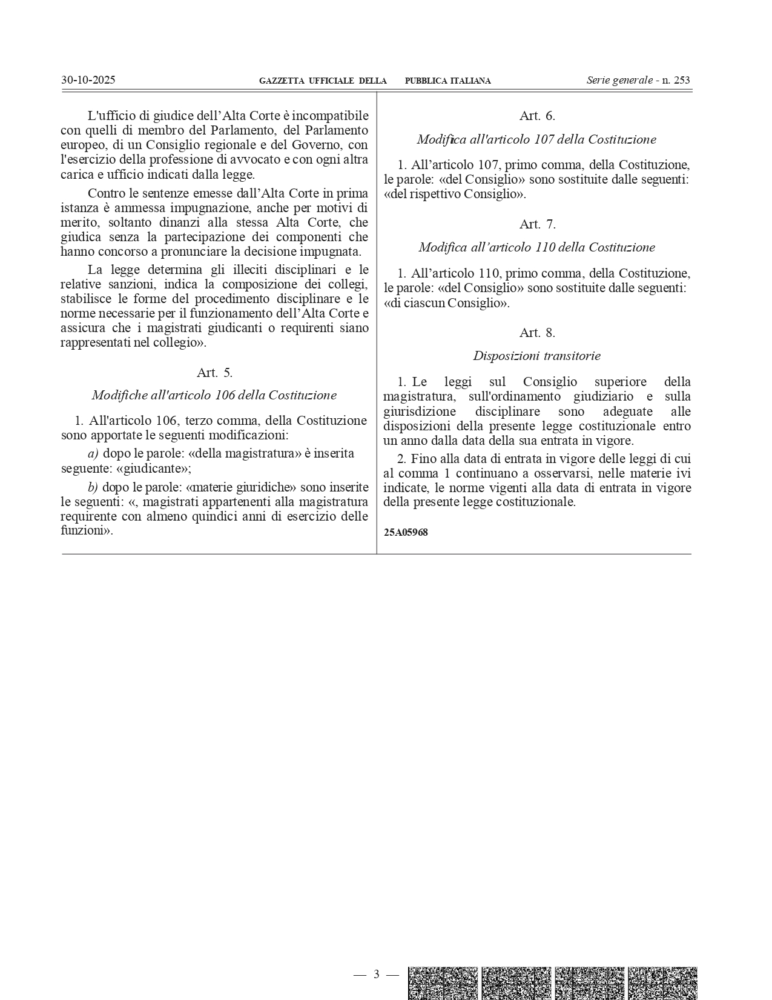 30-10-2025 GAZZETTA UFFICIALE DELLA PUBBLICA ITALIANA Serie generale - n. 253
L'ufficio di giudice dell’Alta Corte è incompatibile
con quelli di membro del Parlamento, del Parlamento
europeo, di un Consiglio regionale e del Governo, con
l'esercizio della professione di avvocato e con ogni altra
carica e ufficio indicati dalla legge.
Contro le sentenze emesse dall’Alta Corte in prima
istanza è ammessa impugnazione, anche per motivi di
merito, soltanto dinanzi alla stessa Alta Corte, che
giudica senza la partecipazione dei componenti che
hanno concorso a pronunciare la decisione impugnata.
La legge determina gli illeciti disciplinari e le
relative sanzioni, indica la composizione dei collegi,
stabilisce le forme del procedimento disciplinare e le
norme necessarie per il funzionamento dell’Alta Corte e
assicura che i magistrati giudicanti o requirenti siano
rappresentati nel collegio».
Art. 5.
Modifiche all'articolo 106 della Costituzione
1. All'articolo 106, terzo comma, della Costituzione
sono apportate le seguenti modificazioni:
a) dopo le parole: «della magistratura» è inserita
seguente: «giudicante»;
b) dopo le parole: «materie giuridiche» sono inserite
le seguenti: «, magistrati appartenenti alla magistratura
requirente con almeno quindici anni di esercizio delle
funzioni».
Art. 6.
Modifica all'articolo 107 della Costituzione
1. All’articolo 107, primo comma, della Costituzione,
le parole: «del Consiglio» sono sostituite dalle seguenti:
«del rispettivo Consiglio».
Art. 7.
Modifica all’articolo 110 della Costituzione
1. All’articolo 110, primo comma, della Costituzione,
le parole: «del Consiglio» sono sostituite dalle seguenti:
«di ciascun Consiglio».
Art. 8.
Disposizioni transitorie
1. Le leggi sul Consiglio superiore della
magistratura, sull'ordinamento giudiziario e sulla
giurisdizione disciplinare sono adeguate alle
disposizioni della presente legge costituzionale entro
un anno dalla data della sua entrata in vigore.
2. Fino alla data di entrata in vigore delle leggi di cui
al comma 1 continuano a osservarsi, nelle materie ivi
indicate, le norme vigenti alla data di entrata in vigore
della presente legge costituzionale.
25A05968
— 3 —